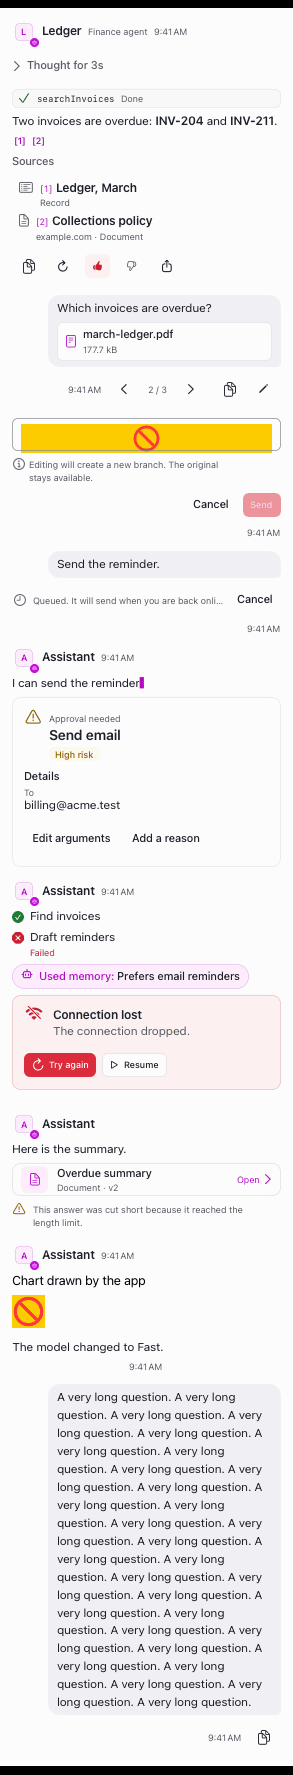 L Ledger Finance agent 9:41 AM
Thought for 3s
searchInvoices Done
Two invoices are overdue: INV-204 and INV-211.
[1] [2]
Sources
[1] Ledger, March
Record
[2] Collections policy
example.com · Document
Which invoices are overdue?
march-ledger.pdf
177.7 kB
9:41 AM 2 / 3
Editing will create a new branch. The original
stays available.
Cancel Send
9:41 AM
Send the reminder.
Queued. It will send when you are back onli... Cancel
9:41 AM
A Assistant 9:41 AM
I can send the reminder
Approval needed
Send email
High risk
Details
To
billing@acme.test
Edit arguments Add a reason
A Assistant 9:41 AM
Find invoices
Draft reminders
Failed
Used memory: Prefers email reminders
Connection lost
The connection dropped.
Try again Resume
A Assistant
Here is the summary.
Overdue summary
Document · v2
Open
This answer was cut short because it reached the
length limit.
A Assistant 9:41 AM
Chart drawn by the app
The model changed to Fast.
9:41 AM
A very long question. A very long
question. A very long question. A very
long question. A very long question. A
very long question. A very long
question. A very long question. A very
long question. A very long question. A
very long question. A very long
question. A very long question. A very
long question. A very long question. A
very long question. A very long
question. A very long question. A very
long question. A very long question. A
very long question. A very long
question. A very long question. A very
long question. A very long question. A
very long question. A very long
question. A very long question. A very
long question. A very long question.
9:41 AM